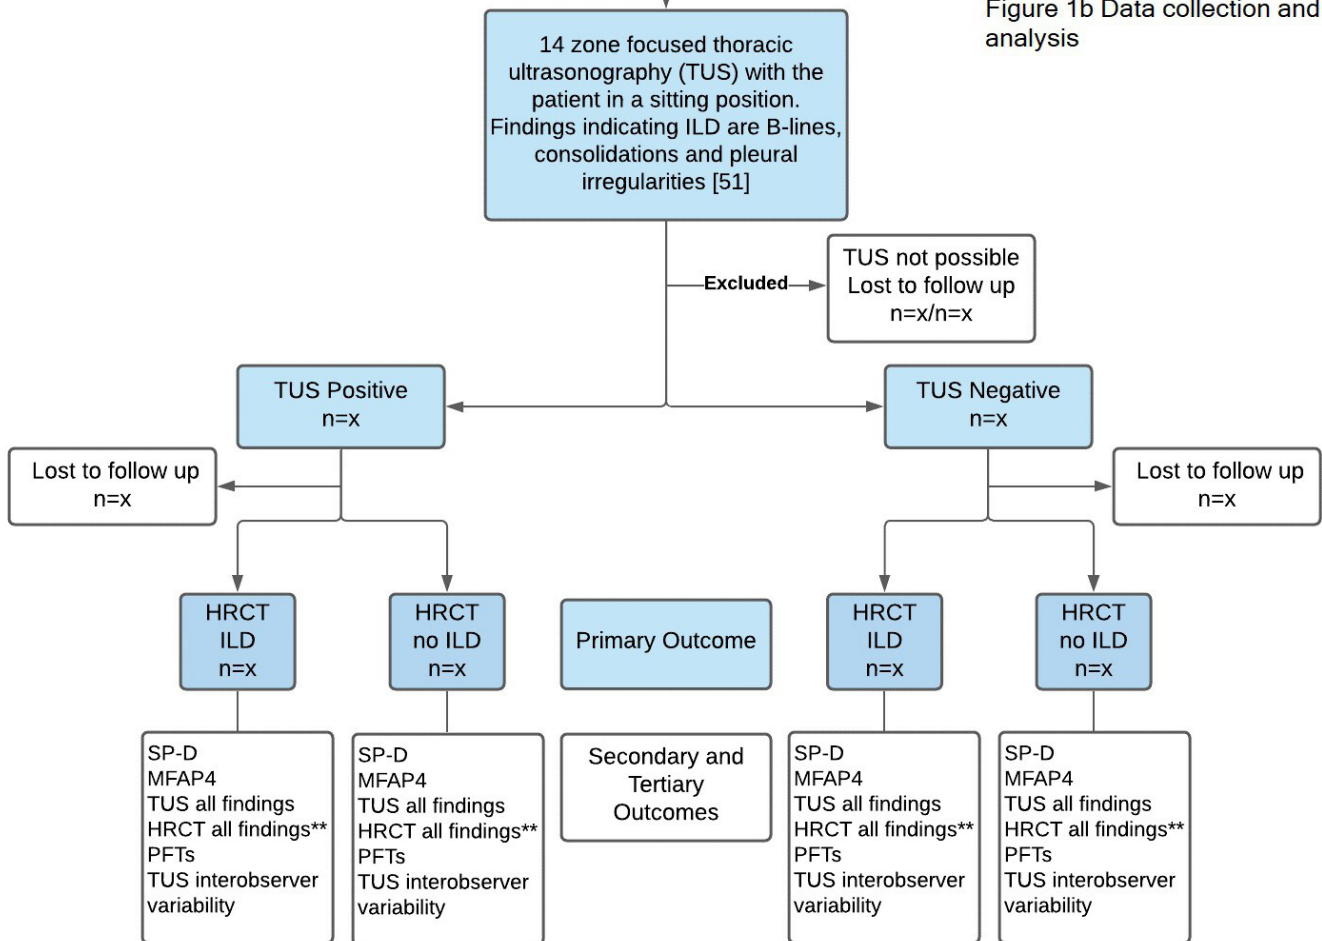 Figure 1b Data collection and
analysis
14 zone focused thoracic
ultrasonography (TUS) with the
patient in a sitting position.
Findings indicating ILD are B-lines,
consolidations and pleural
irregularities [51]
Excluded
TUS not possible
Lost to follow up
n=x/n=x
TUS Positive
n=x
TUS Negative
n=x
Lost to follow up
n=x
Lost to follow up
n=x
HRCT
ILD
n=x
HRCT
no ILD
n=x
Primary Outcome
HRCT
ILD
n=x
HRCT
no ILD
n=x
SP-D
MFAP4
TUS all findings
HRCT all findings**
PFTs
TUS interobserver
variability
SP-D
MFAP4
TUS all findings
HRCT all findings**
PFTs
TUS interobserver
variability
Secondary and
Tertiary
Outcomes
SP-D
MFAP4
TUS all findings
HRCT all findings**
PFTs
TUS interobserver
variability
SP-D
MFAP4
TUS all findings
HRCT all findings**
PFTs
TUS interobserver
variability